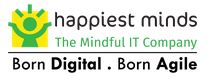 happiest minds
The Mindful IT Company
Born Digital . Born Agile